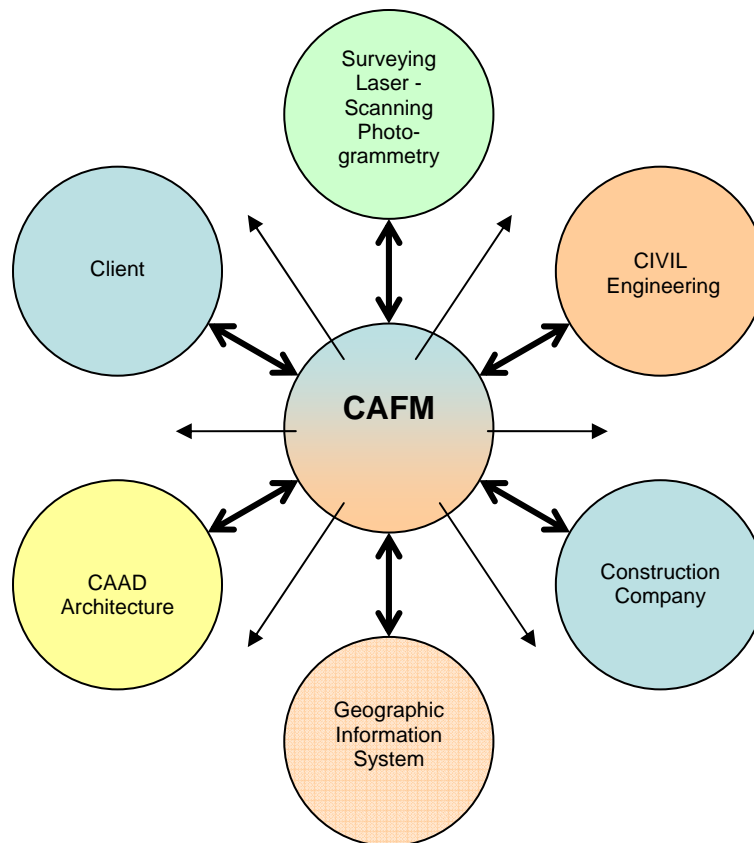 Surveying
Laser -
Scanning
Photo-
grammetry
Client
CIVIL
Engineering
CAFM
CAAD
Architecture
Construction
Company
Geographic
Information
System